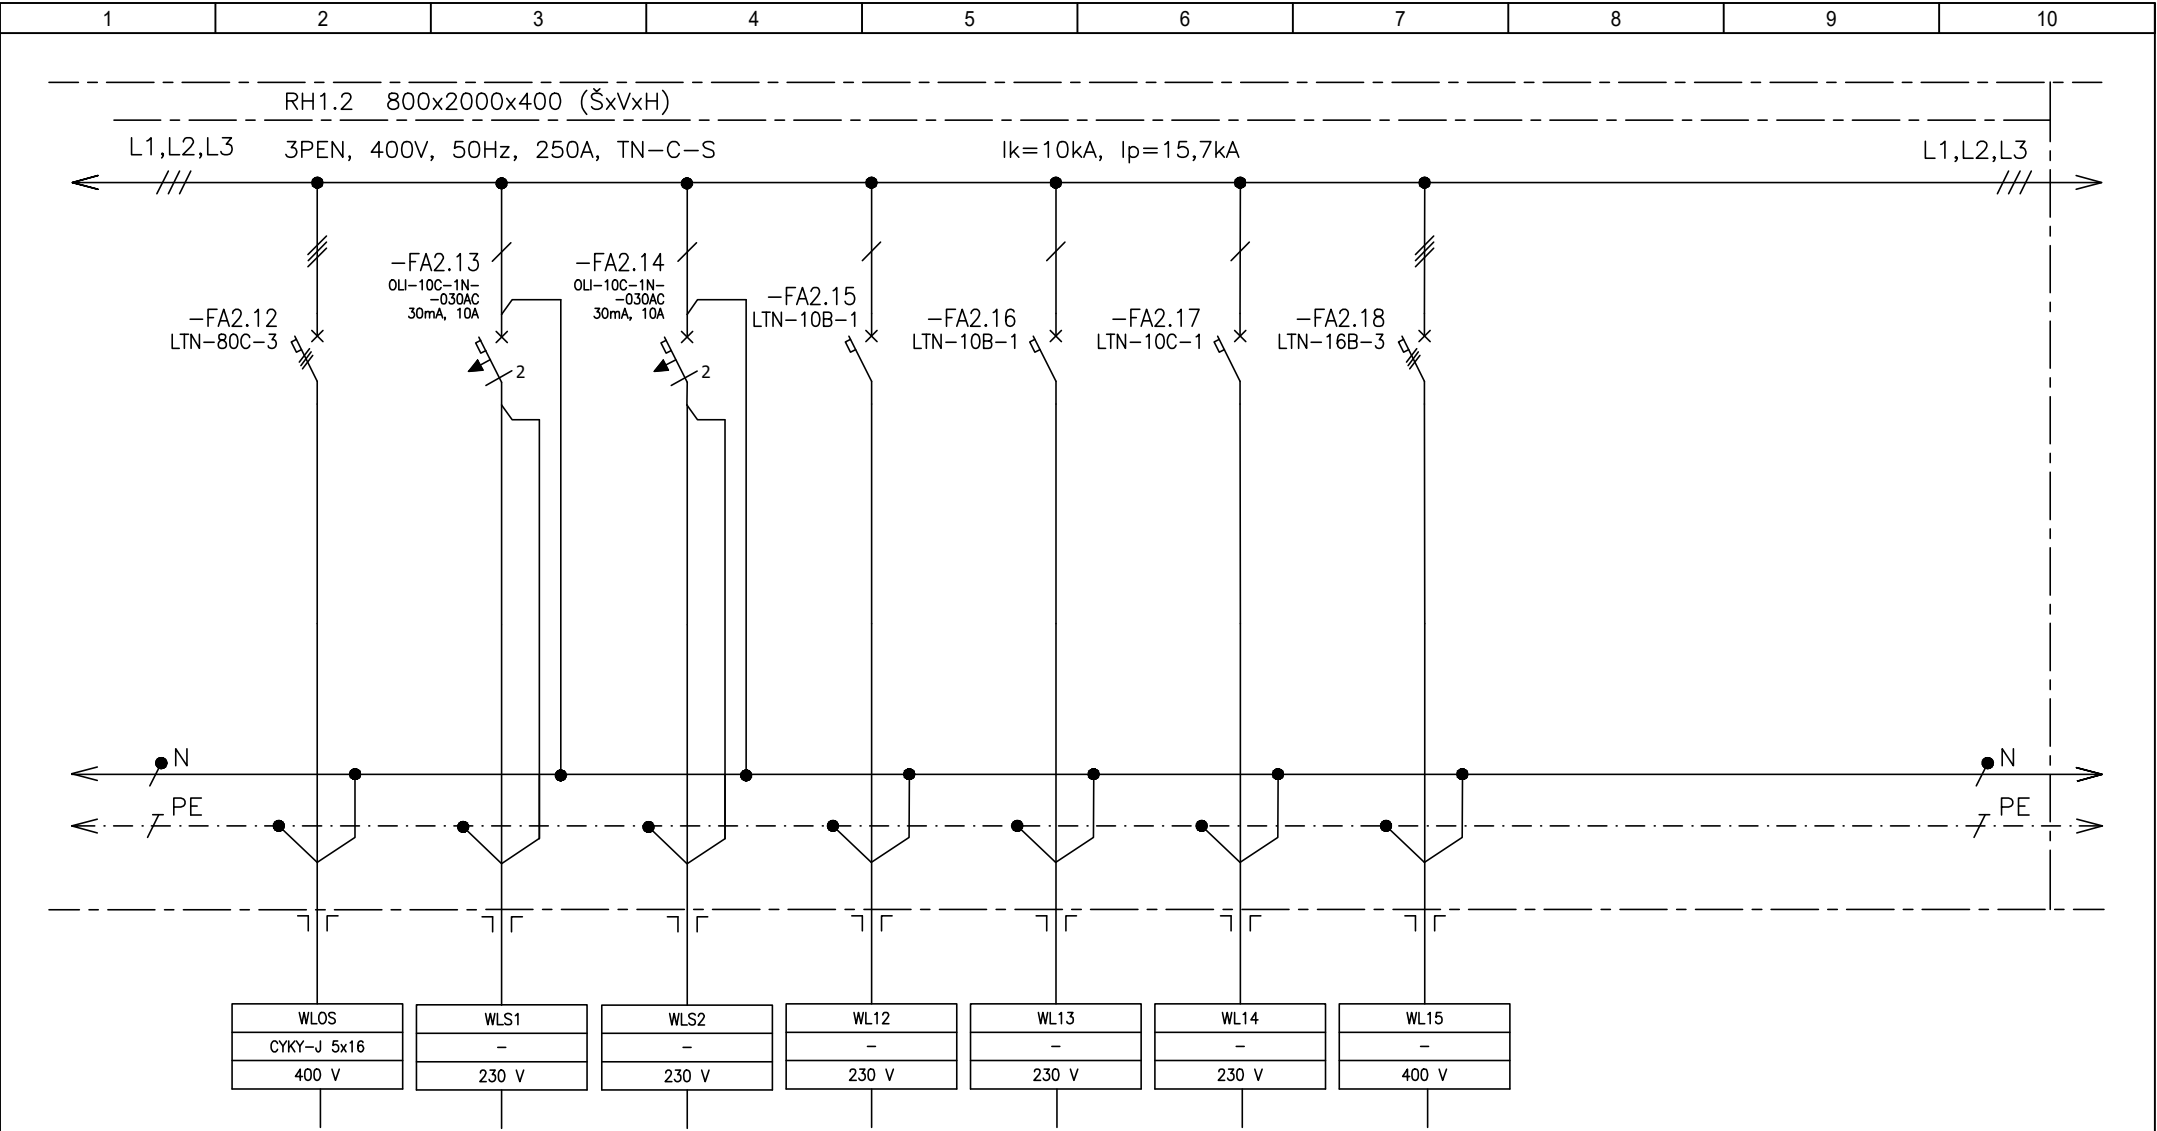 1 2 3 4 5 6 7 8 9 10
RH1.2 800x2000x400 (ŠxVxH)
L1,L2,L3 3PEN, 400V, 50Hz, 250A, TN-C-S Ik=10kA, Ip=15,7kA L1,L2,L3
-FA2.12
LTN-80C-3
-FA2.13
OLI-10C-1N-
-030AC
30mA, 10A
2
-FA2.14
OLI-10C-1N-
-030AC
30mA, 10A
2
-FA2.15
LTN-10B-1
-FA2.16
LTN-10B-1
-FA2.17
LTN-10C-1
-FA2.18
LTN-16B-3
N N
PE PE
WLOS WLS1 WLS2 WL12 WL13 WL14 WL15
CYKY-J 5x16 - - - - - -
400 V 230 V 230 V 230 V 230 V 230 V 400 V